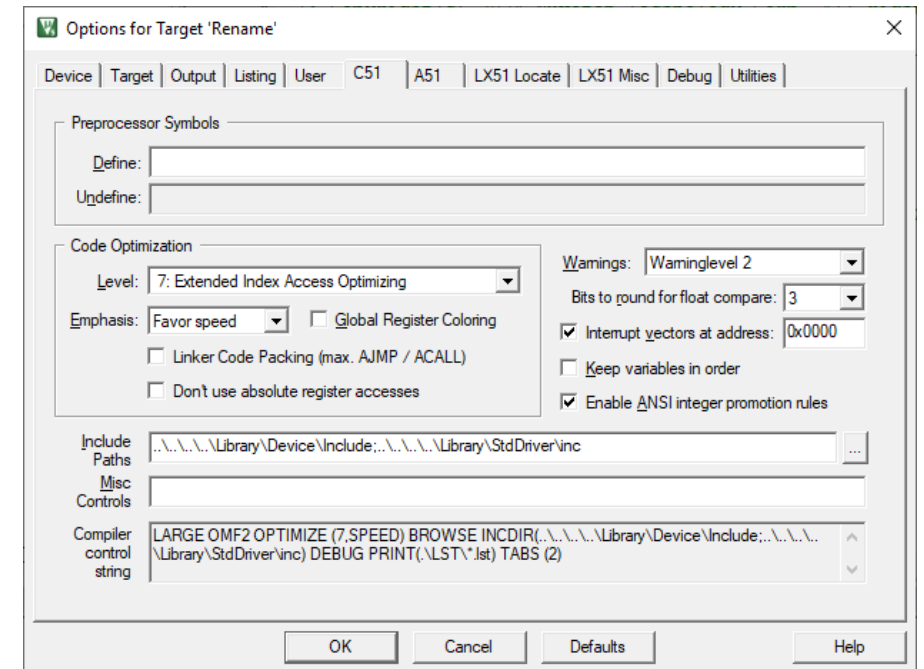 Options for Target 'Rename'
Device Target Output Listing User C51 A51 LX51 Locate LX51 Misc Debug Utilities
Preprocessor Symbols
Define:
Undefine:
Code Optimization
Level: 7: Extended Index Access Optimizing
Emphasis: Favor speed Global Register Coloring
Linker Code Packing (max. AJMP / ACALL)
Don't use absolute register accesses
Warnings: Warninglevel 2
Bits to round for float compare: 3
Interrupt vectors at address: 0x0000
Keep variables in order
Enable ANSI integer promotion rules
Include
Paths
..\..\..\..\Library\Device\Include;..\..\..\..\Library\StdDriver\inc
...
Misc
Controls
Compiler
control
string
LARGE OMF2 OPTIMIZE (7,SPEED) BROWSE INCDIR(..\..\..\..\Library\Device\Include;..\..\..\..
\Library\StdDriver\inc) DEBUG PRINT(.\LST\*.lst) TABS (2)
OK Cancel Defaults Help